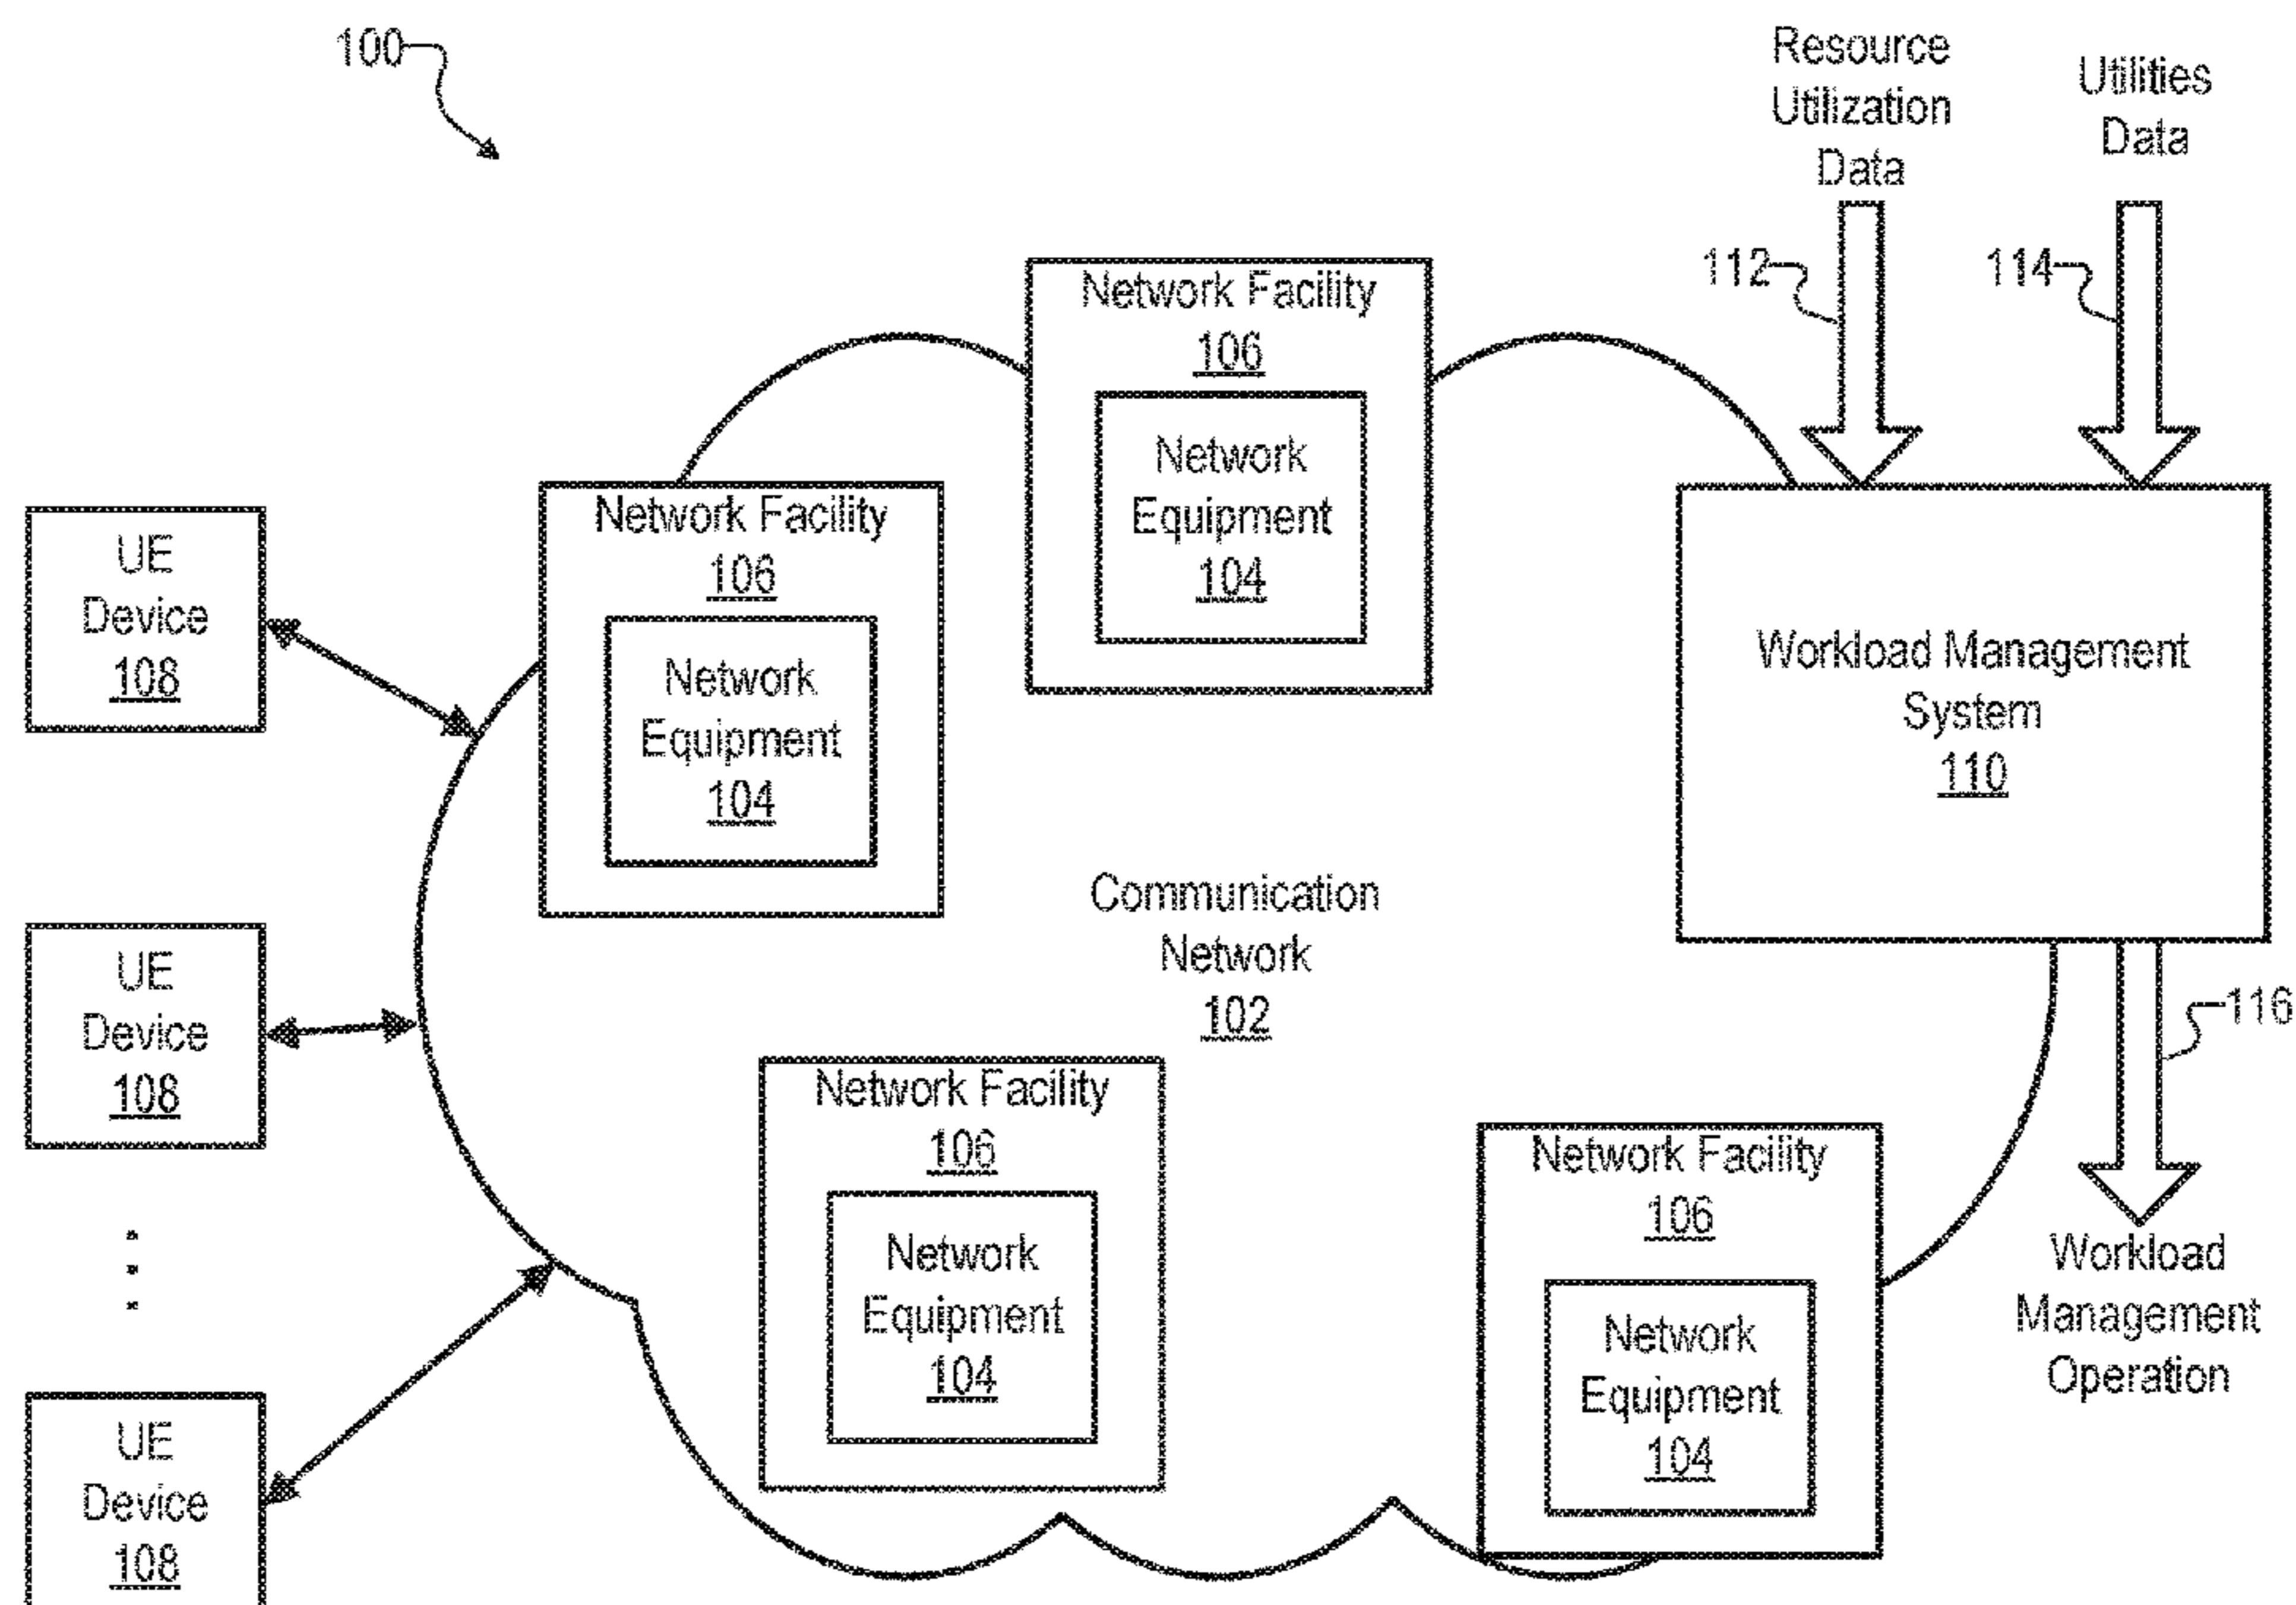 100
Resource
Utilization
Data
Utilities
Data
112
114
Network Facility
106
Network
Equipment
104
Network Facility
106
Network
Equipment
104
UE
Device
108
Workload Management
System
110
Communication
Network
102
UE
Device
108
116
Network Facility
106
Network
Equipment
104
Network Facility
106
Network
Equipment
104
Workload
Management
Operation
UE
Device
108